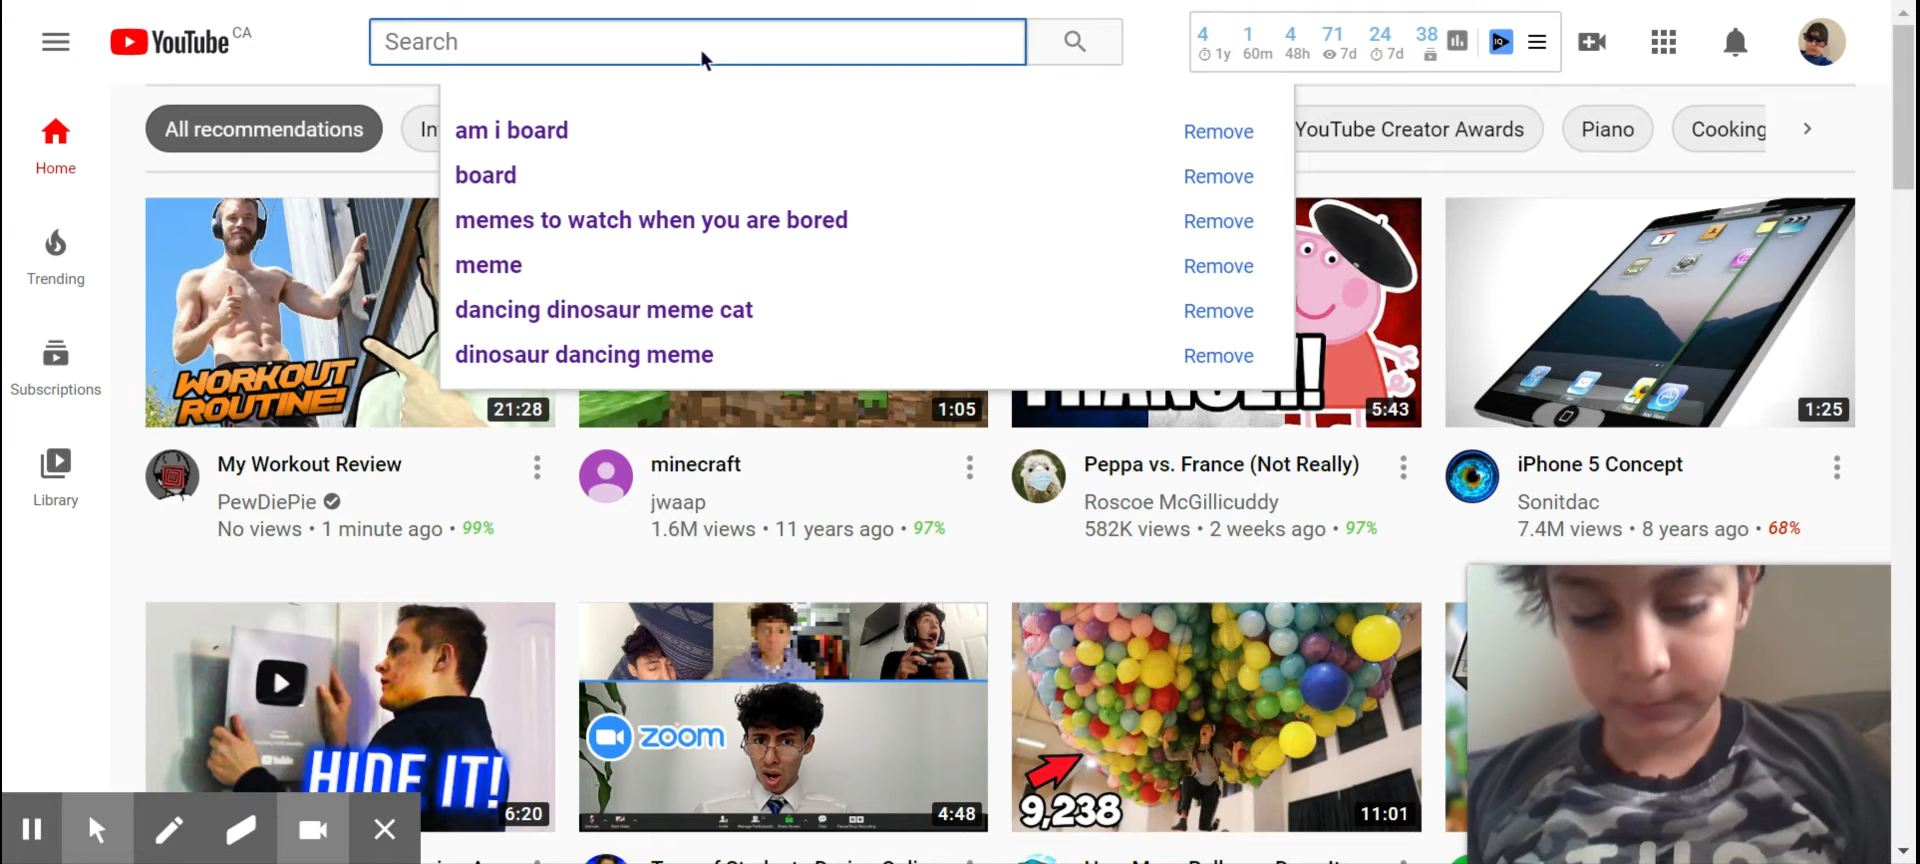 YouTube CA
Search
4 1 4 71 24 38
1y 60m 48h 7d 7d
IQ
All recommendations
YouTube Creator Awards
Piano
Cooking
am i board Remove
board Remove
memes to watch when you are bored Remove
meme Remove
dancing dinosaur meme cat Remove
dinosaur dancing meme Remove
Home
Trending
Subscriptions
Library
WORKOUT
ROUTINE!
21:28
1:05
5:43
1:25
My Workout Review
PewDiePie
No views • 1 minute ago • 99%
minecraft
jwaap
1.6M views • 11 years ago • 97%
Peppa vs. France (Not Really)
Roscoe McGillicuddy
582K views • 2 weeks ago • 97%
iPhone 5 Concept
Sonitdac
7.4M views • 8 years ago • 68%
HIDE IT!
6:20
zoom
4:48
9,238
11:01